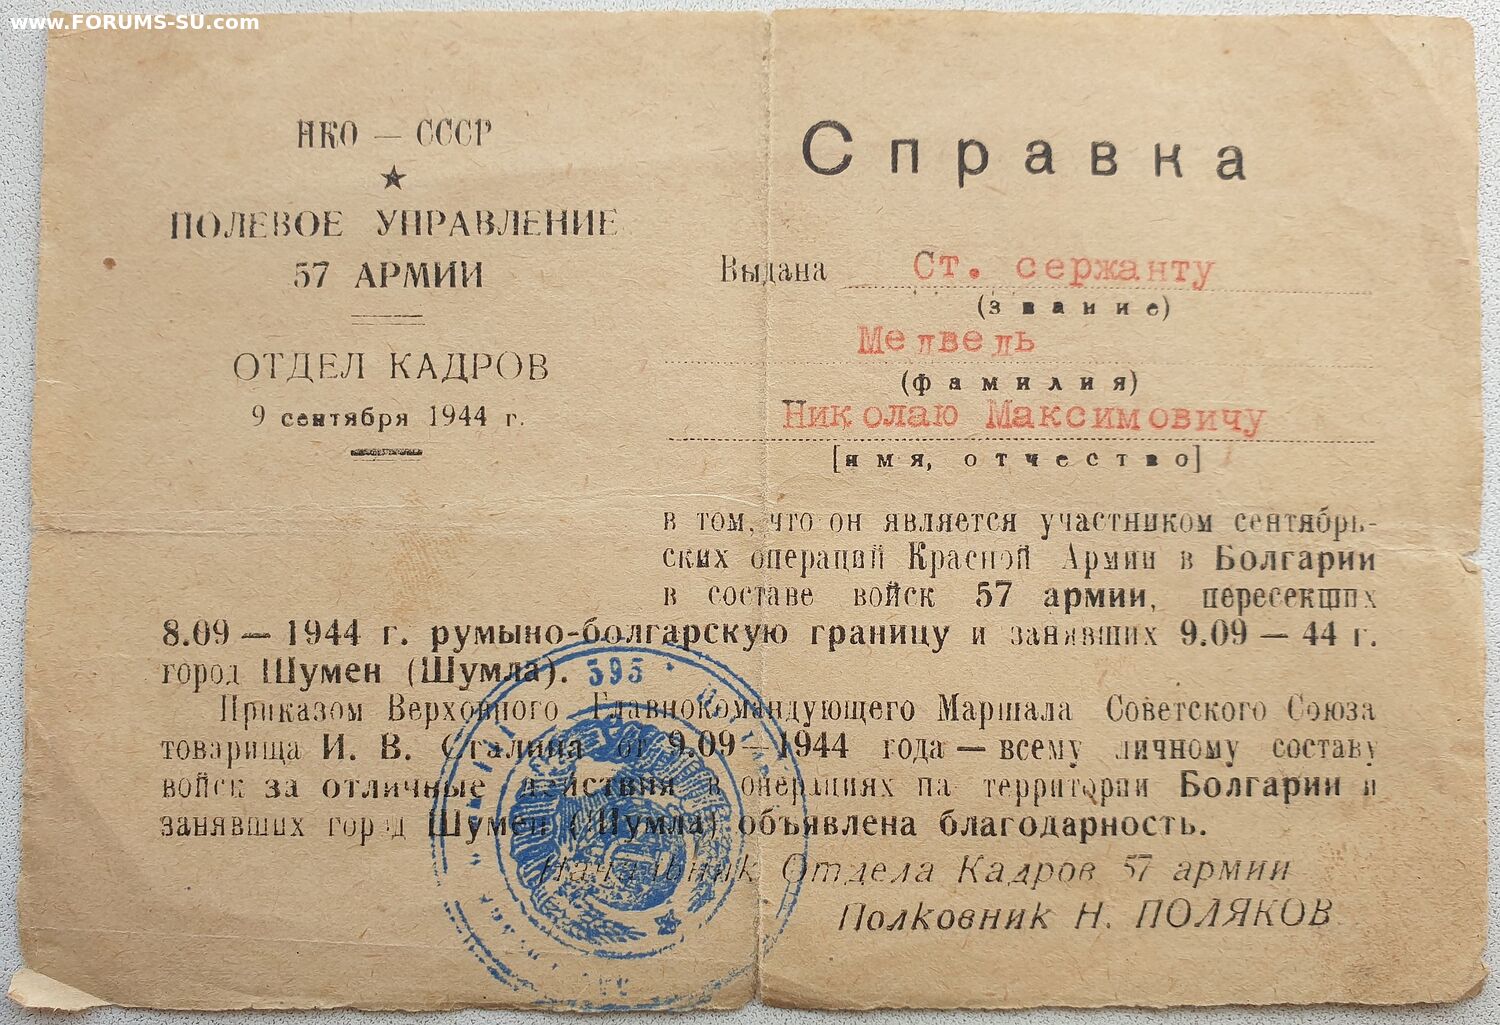 www.FORUMS-SU.com
НКО — СССР
★
ПОЛЕВОЕ УПРАВЛЕНИЕ
57 АРМИИ
ОТДЕЛ КАДРОВ
9 сентября 1944 г.
Справка
Выдана Ст. сержанту
(звание)
Медведь
(фамилия)
Николаю Максимовичу
[имя, отчество]
в том, что он является участником сентябрь-
ских операций Красной Армии в Болгарии
в составе войск 57 армии, пересекших
8.09 — 1944 г. румыно-болгарскую границу и занявших 9.09 — 44 г.
город Шумен (Шумла).
Приказом Верховного Главнокомандующего Маршала Советского Союза
товарища И. В. Сталина от 9.09 — 1944 года — всему личному составу
войск за отличные действия в операциях на территории Болгарии и
занявших город Шумен (Шумла) объявлена благодарность.
Начальник Отдела Кадров 57 армии
Полковник Н. ПОЛЯКОВ
393